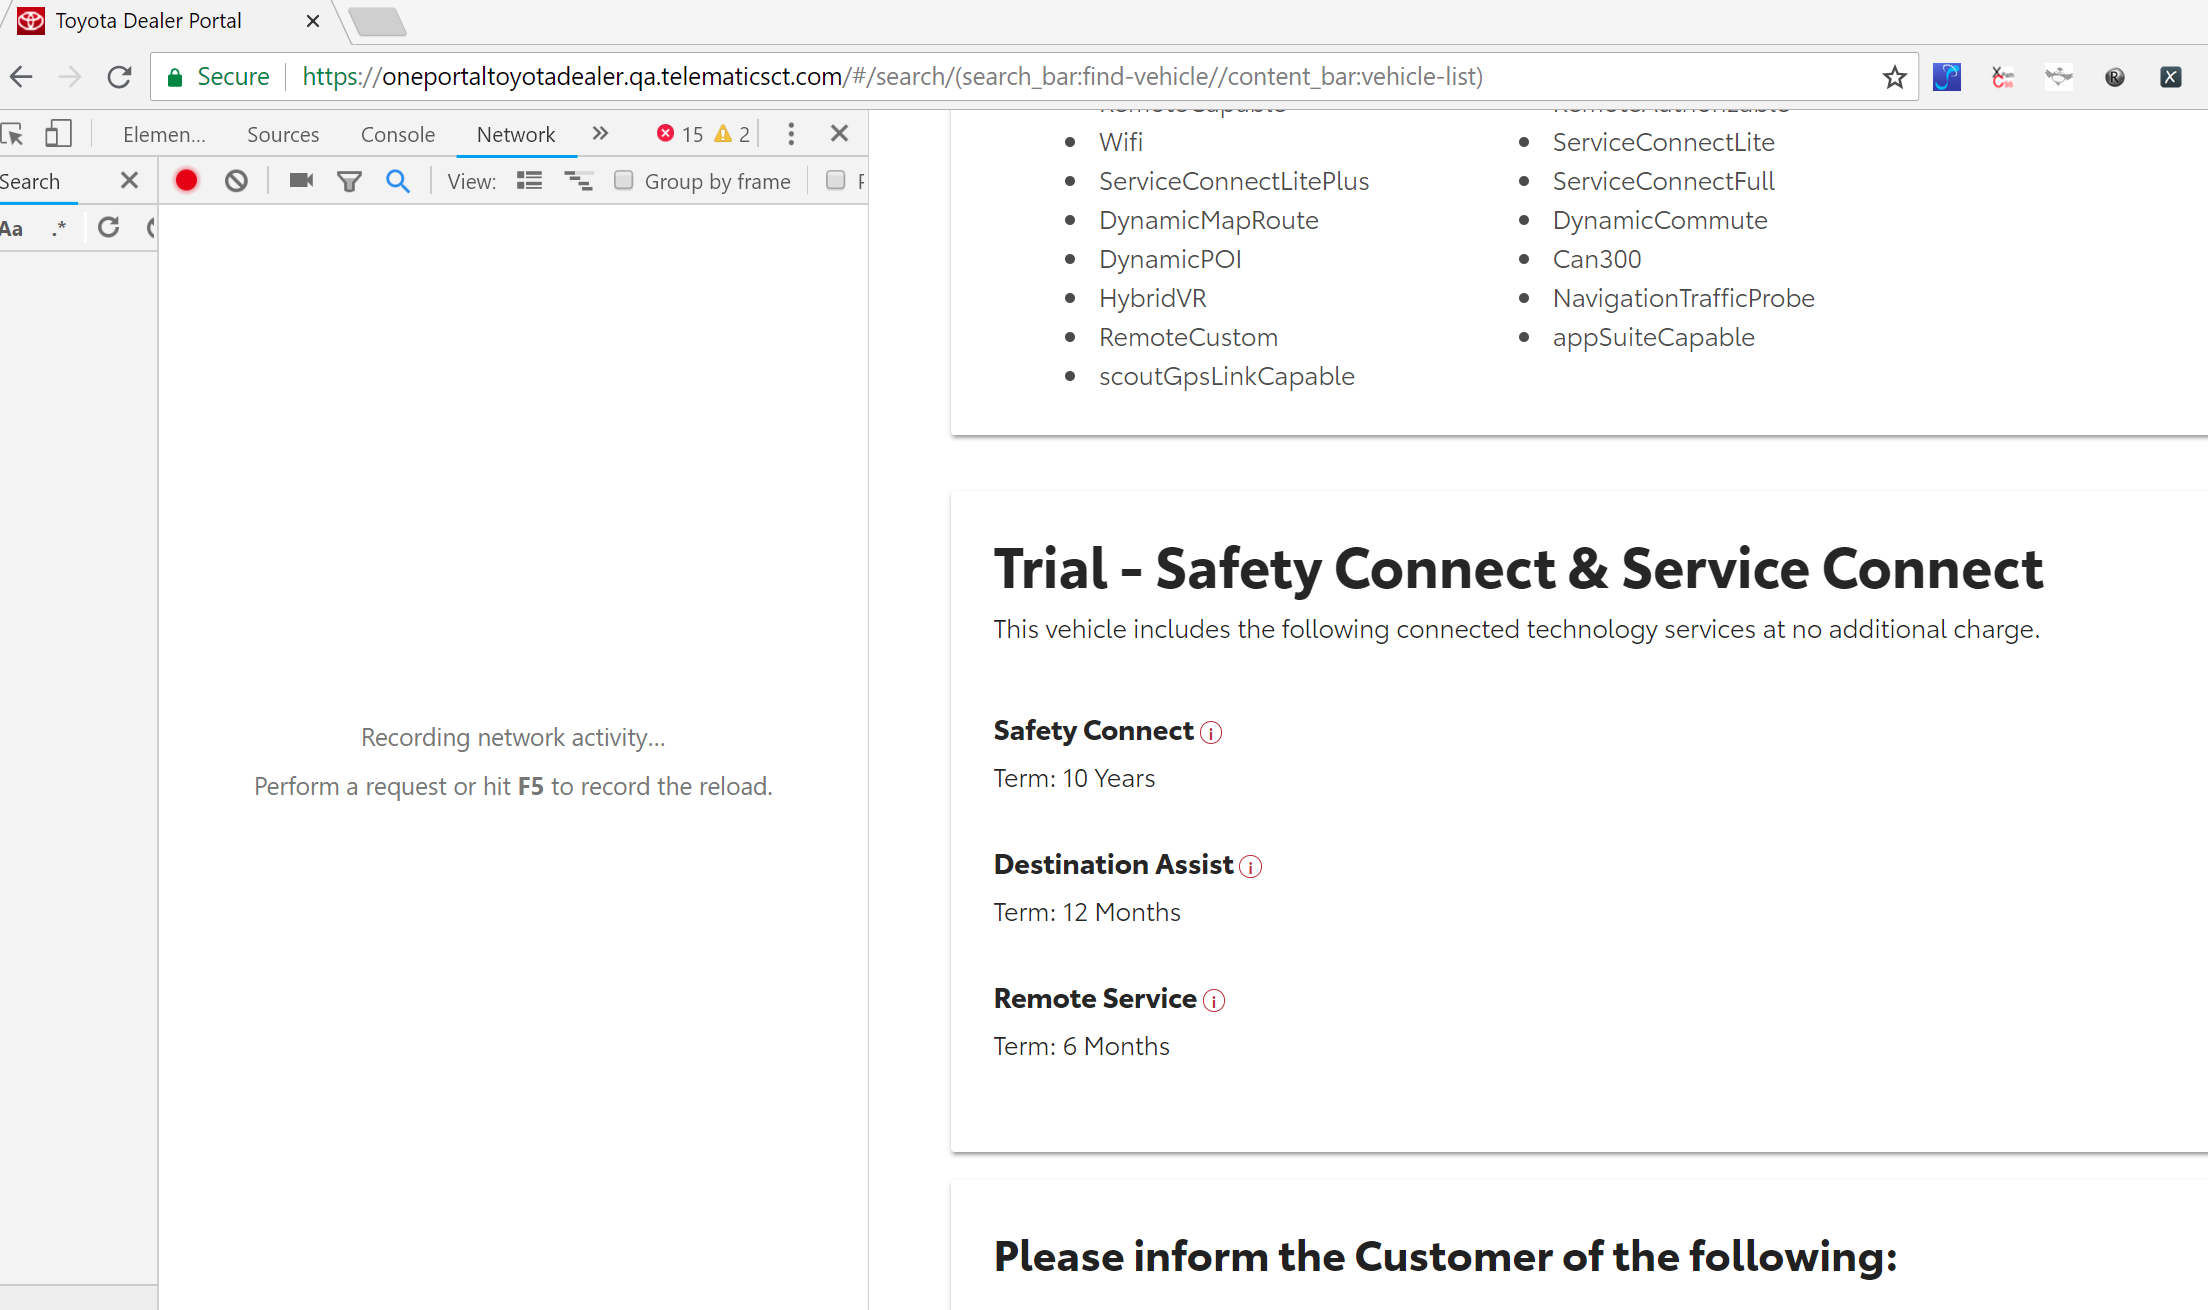 Toyota Dealer Portal
Secure https://oneportaltoyotadealer.qa.telematicsct.com/#/search/(search_bar:find-vehicle//content_bar:vehicle-list)
Elemen... Sources Console Network 15 2
Search View: Group by frame
Aa .*
Recording network activity...
Perform a request or hit F5 to record the reload.
RemoteCapable RemoteAuthorizable
Wifi ServiceConnectLite
ServiceConnectLitePlus ServiceConnectFull
DynamicMapRoute DynamicCommute
DynamicPOI Can300
HybridVR NavigationTrafficProbe
RemoteCustom appSuiteCapable
scoutGpsLinkCapable
Trial - Safety Connect & Service Connect
This vehicle includes the following connected technology services at no additional charge.
Safety Connect
Term: 10 Years
Destination Assist
Term: 12 Months
Remote Service
Term: 6 Months
Please inform the Customer of the following: